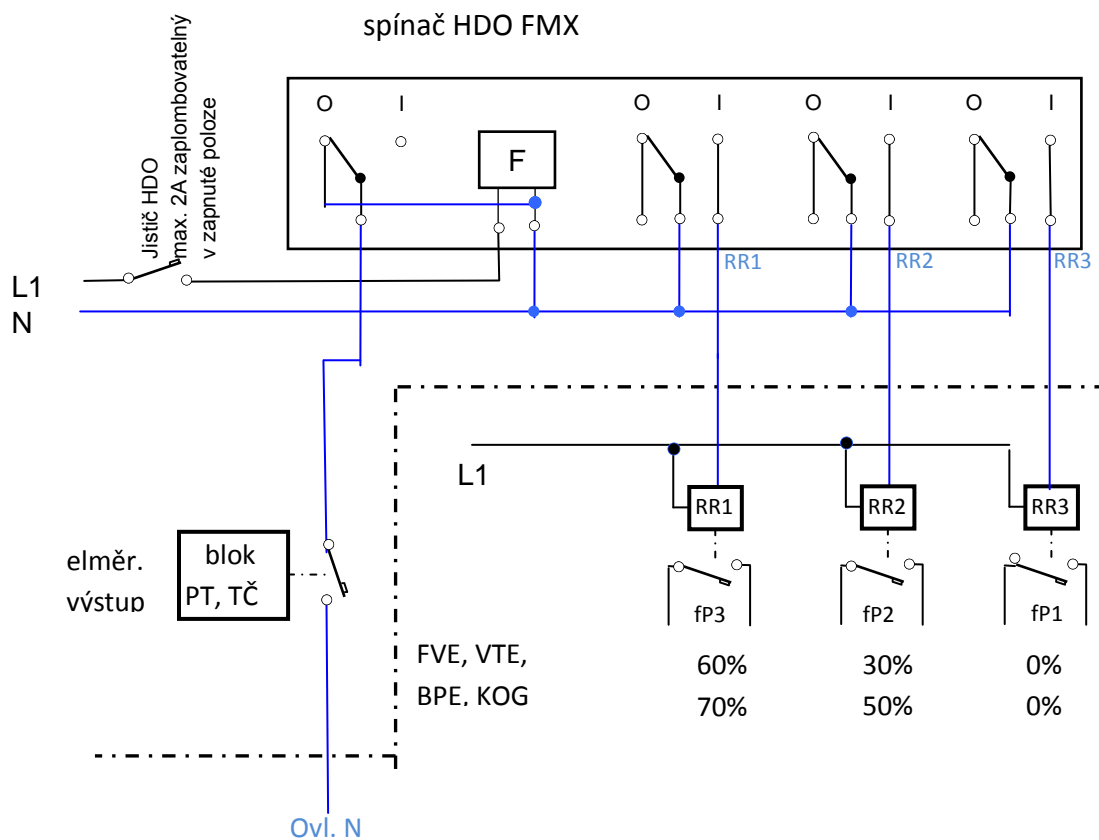 spínač HDO FMX
Jistič HDO
max. 2A zaplombovatelný
v zapnuté poloze
O I O I O I O I
F
RR1 RR2 RR3
L1
N
L1
RR1 RR2 RR3
elměr.
výstup
blok
PT, TČ
fP3 fP2 fP1
FVE, VTE,
BPE, KOG
60% 30% 0%
70% 50% 0%
Ovl. N